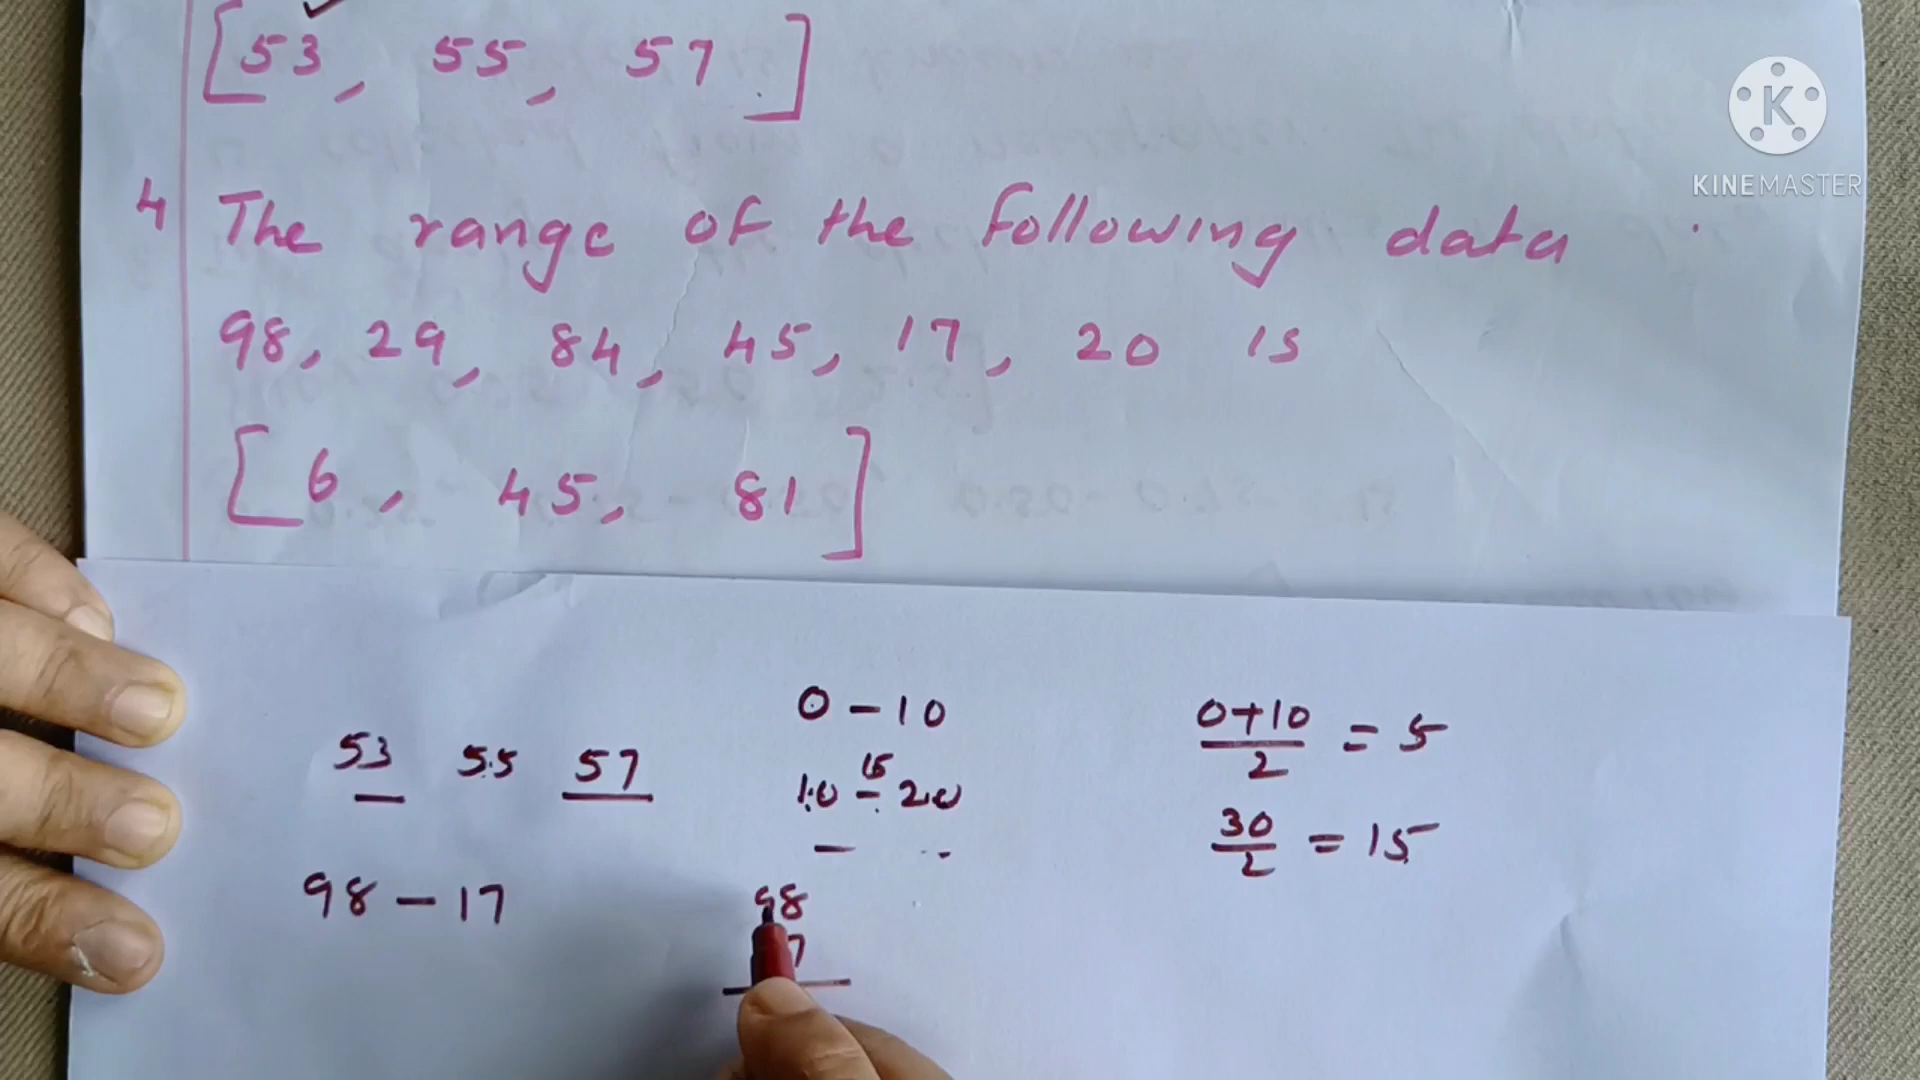 [53, 55, 57]
KINEMASTER
4 The range of the following data
98, 29, 84, 45, 17, 20 is
[6, 45, 81]
53 55 57
0 - 10
10 - 20
15
0+10/2 = 5
30/2 = 15
98 - 17
98
7